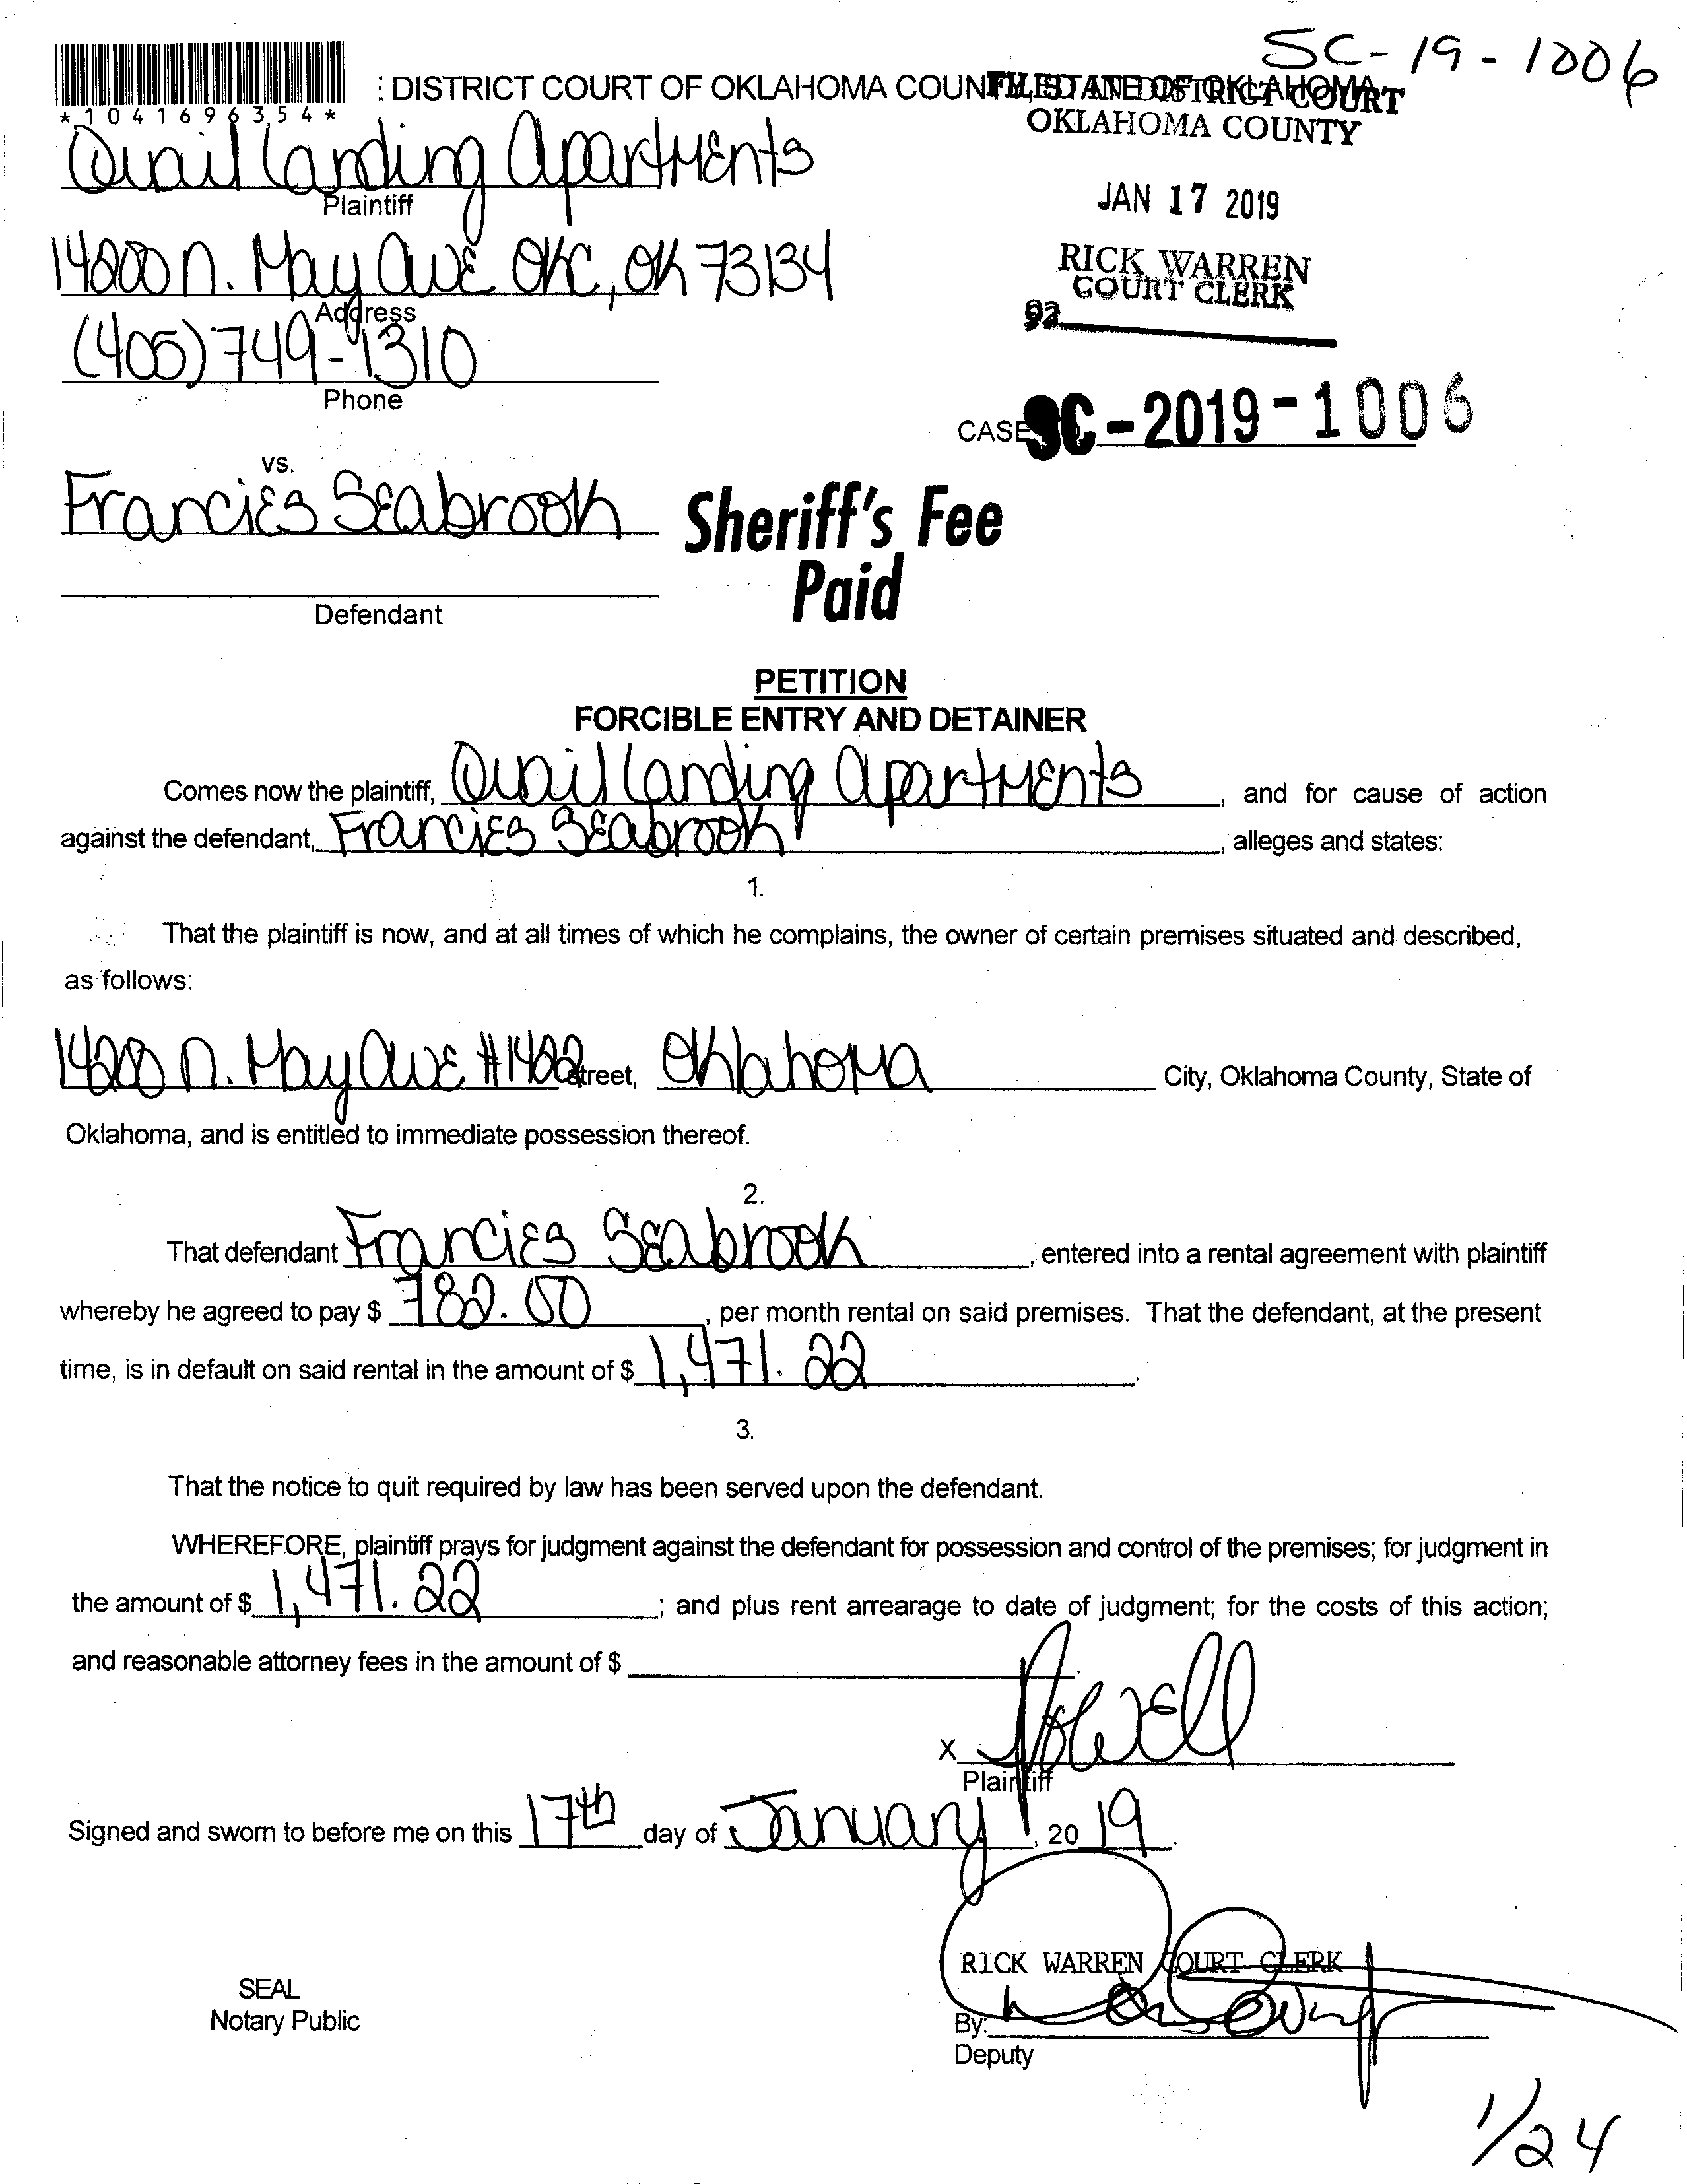 SC-19-1006
: DISTRICT COURT OF OKLAHOMA COUNTY, STATE OF OKLAHOMA
*1041696354*
FILED IN DISTRICT COURT
OKLAHOMA COUNTY
Quail Landing Apartments
Plaintiff
JAN 17 2019
14200 N. May Ave OKC, OK 73134
Address
RICK WARREN
COURT CLERK
92
(405) 749-1310
Phone
CASE SC-2019-1006
vs.
Francies Seabrook
Sheriff's Fee
Paid
Defendant
PETITION
FORCIBLE ENTRY AND DETAINER
Comes now the plaintiff, Quail Landing Apartments, and for cause of action
against the defendant, Francies Seabrook, alleges and states:
1.
That the plaintiff is now, and at all times of which he complains, the owner of certain premises situated and described,
as follows:
14200 N. May Ave #1422 Street, Oklahoma City, Oklahoma County, State of
Oklahoma, and is entitled to immediate possession thereof.
2.
That defendant Francies Seabrook, entered into a rental agreement with plaintiff
whereby he agreed to pay $ 782.00, per month rental on said premises. That the defendant, at the present
time, is in default on said rental in the amount of $ 1,471.22.
3.
That the notice to quit required by law has been served upon the defendant.
WHEREFORE, plaintiff prays for judgment against the defendant for possession and control of the premises; for judgment in
the amount of $ 1,471.22; and plus rent arrearage to date of judgment; for the costs of this action;
and reasonable attorney fees in the amount of $
X
Plaintiff
Signed and sworn to before me on this 17th day of January, 2019.
RICK WARREN COURT CLERK
SEAL
Notary Public
By:
Deputy
1/24